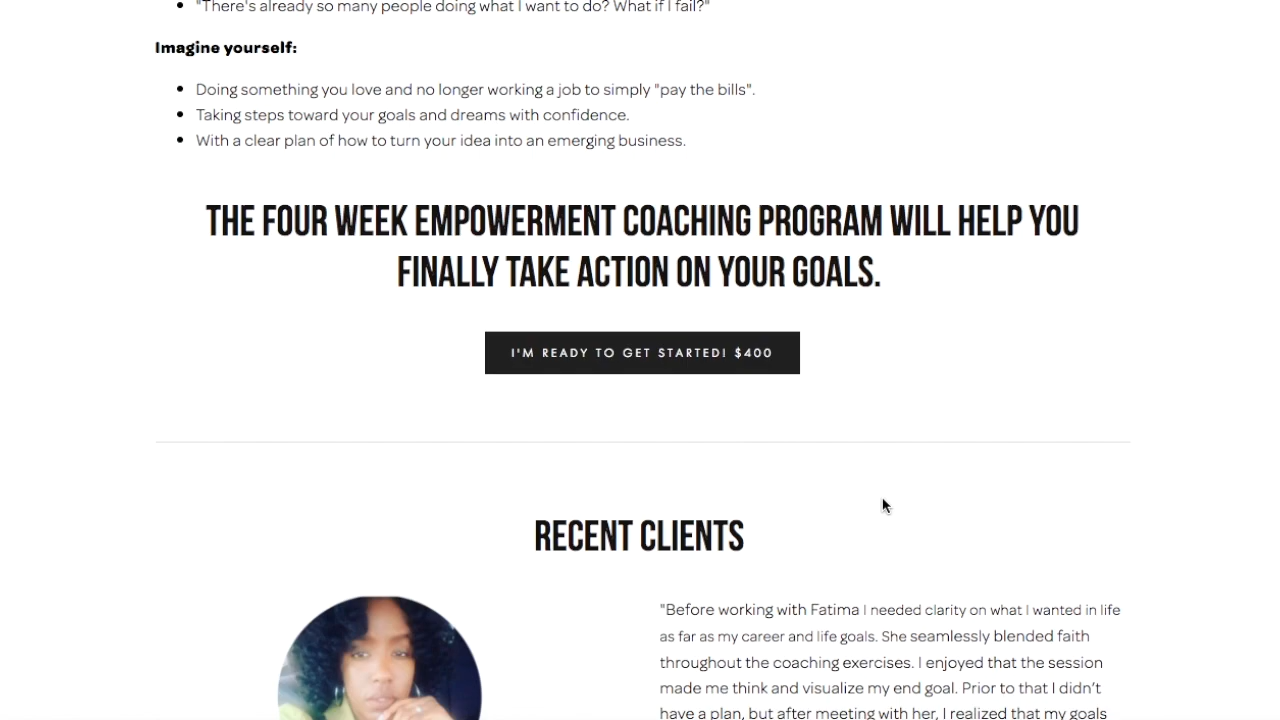 "There's already so many people doing what I want to do? What if I fail?"
Imagine yourself:
Doing something you love and no longer working a job to simply "pay the bills".
Taking steps toward your goals and dreams with confidence.
With a clear plan of how to turn your idea into an emerging business.
THE FOUR WEEK EMPOWERMENT COACHING PROGRAM WILL HELP YOU
FINALLY TAKE ACTION ON YOUR GOALS.
I'M READY TO GET STARTED! $400
RECENT CLIENTS
"Before working with Fatima I needed clarity on what I wanted in life
as far as my career and life goals. She seamlessly blended faith
throughout the coaching exercises. I enjoyed that the session
made me think and visualize my end goal. Prior to that I didn’t
have a plan, but after meeting with her, I realized that my goals